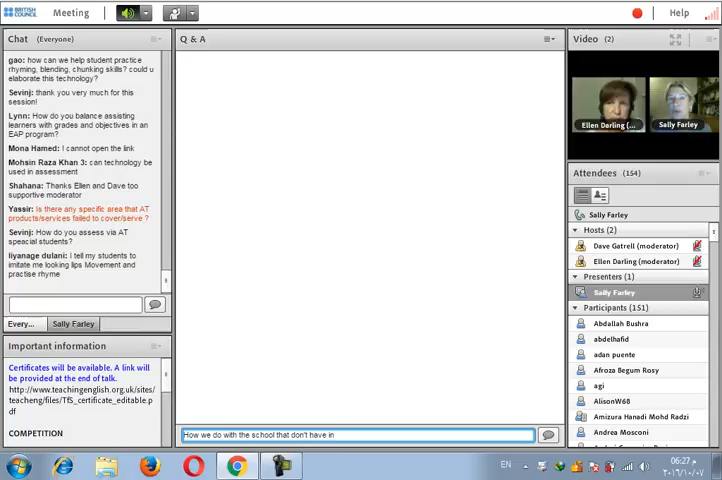 BRITISH
COUNCIL
Meeting
Help
Chat (Everyone)
gao: how can we help student practice
rhyming, blending, chunking skills? could u
elaborate this technology?
Sevinj: thank you very much for this
session!
Lynn: How do you balance assisting
learners with grades and objectives in an
EAP program?
Mona Hamed: I cannot open the link
Mohsin Raza Khan 3: can technology be
used in assessment
Shahana: Thanks Ellen and Dave too
supportive moderator
Yassir: Is there any specific area that AT
products/services failed to cover/serve ?
Sevinj: How do you assess via AT
speacial students?
liyanage dulani: I tell my students to
imitate me looking lips Movement and
practise rhyme
Every...
Sally Farley
Important information
Certificates will be available. A link will
be provided at the end of talk.
http://www.teachingenglish.org.uk/sites/
teacheng/files/TfS_certificate_editable.p
df
COMPETITION
Q & A
How we do with the school that don't have in
Video (2)
Ellen Darling (...
Sally Farley
Attendees (154)
Sally Farley
Hosts (2)
Dave Gatrell (moderator)
Ellen Darling (moderator)
Presenters (1)
Sally Farley
Participants (151)
Abdallah Bushra
abdelhafid
adan puente
Afroza Begum Rosy
agi
AlisonW68
Amizura Hanadi Mohd Radzi
Andrea Mosconi
EN
06:27 م
٢٠١٦/١٠/٠٧